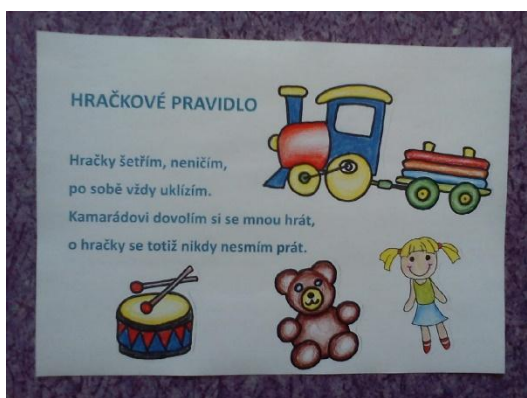 HRAČKOVÉ PRAVIDLO
Hračky šetřím, neničím,
po sobě vždy uklízím.
Kamarádovi dovolím si se mnou hrát,
o hračky se totiž nikdy nesmím prát.